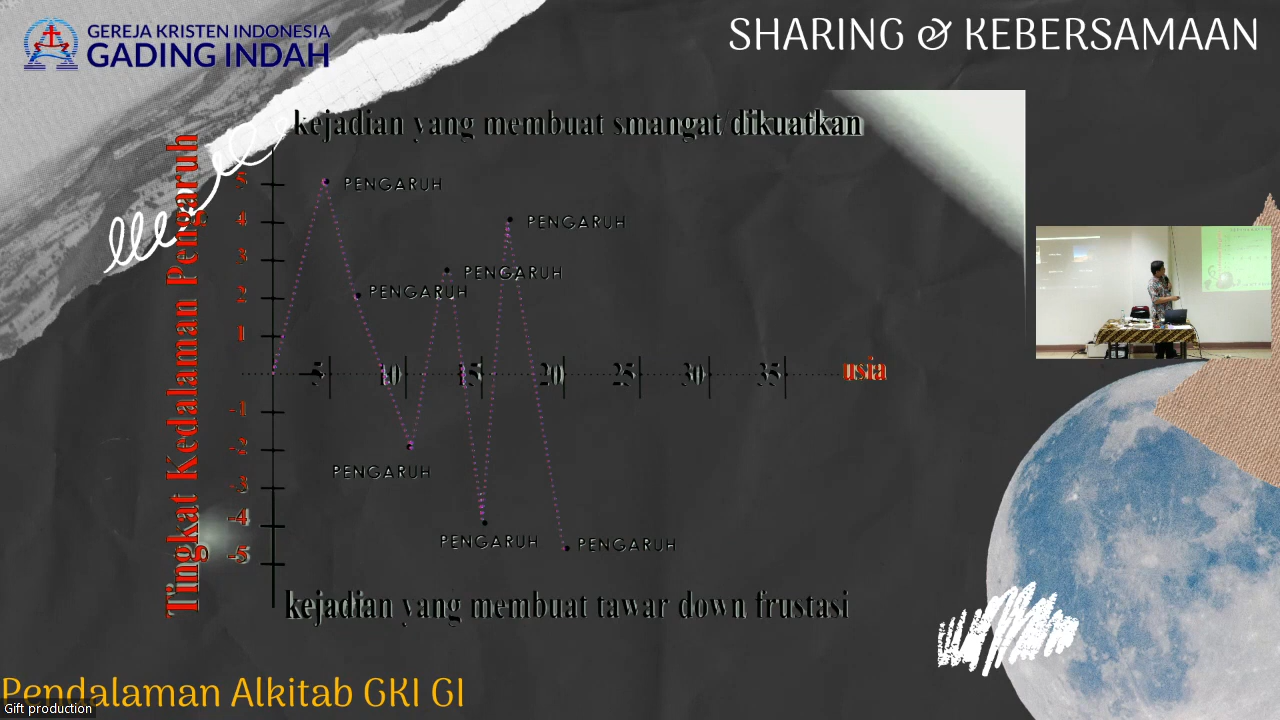 GEREJA KRISTEN INDONESIA
GADING INDAH
SHARING & KEBERSAMAAN
kejadian yang membuat smangat dikuatkan
Tingkat Kedalaman Pengaruh
5
4
3
2
1
-1
-2
-3
-4
-5
PENGARUH
PENGARUH
PENGARUH
PENGARUH
5 10 15 20 25 30 35 usia
PENGARUH
PENGARUH
PENGARUH
kejadian yang membuat tawar down frustasi
Pendalaman Alkitab GKI GI
Gift production